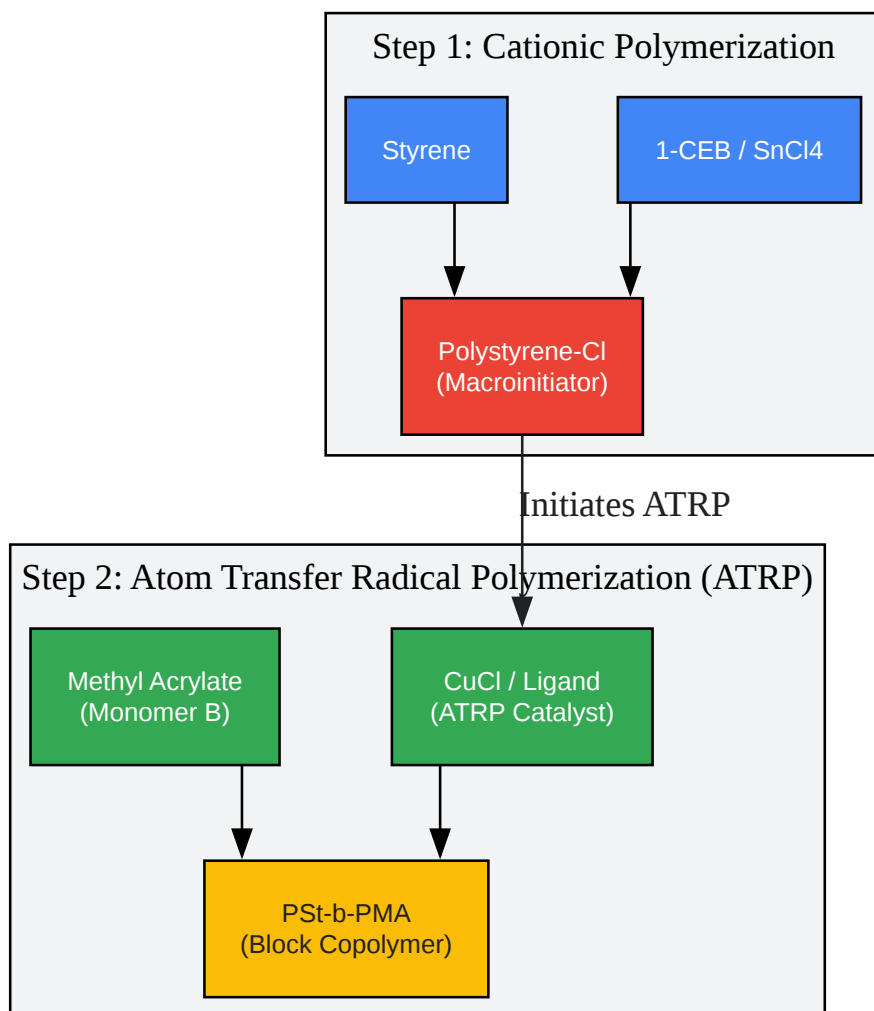 Step 1: Cationic Polymerization
Styrene
1-CEB / SnCl4
Polystyrene-Cl
(Macroinitiator)
Initiates ATRP
Step 2: Atom Transfer Radical Polymerization (ATRP)
Methyl Acrylate
(Monomer B)
CuCl / Ligand
(ATRP Catalyst)
PSt-b-PMA
(Block Copolymer)